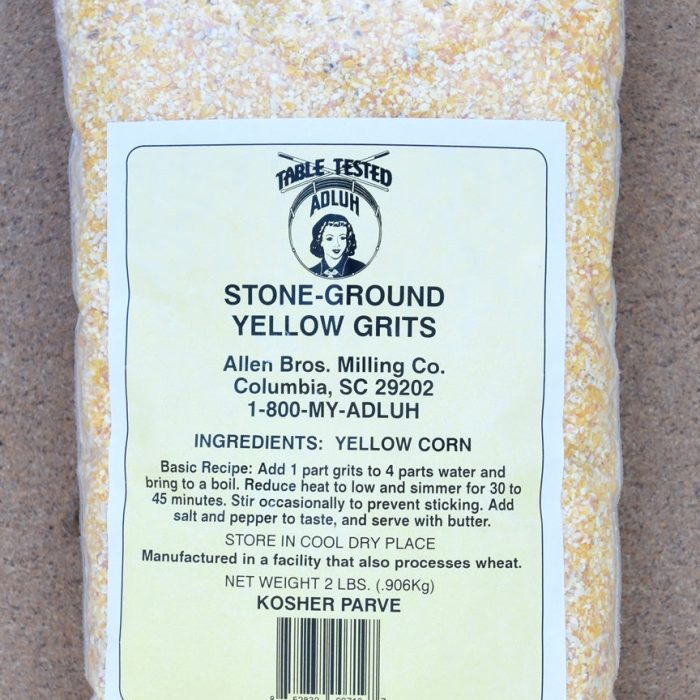 TABLE TESTED
ADLUH
STONE-GROUND
YELLOW GRITS
Allen Bros. Milling Co.
Columbia, SC 29202
1-800-MY-ADLUH
INGREDIENTS: YELLOW CORN
Basic Recipe: Add 1 part grits to 4 parts water and
bring to a boil. Reduce heat to low and simmer for 30 to
45 minutes. Stir occasionally to prevent sticking. Add
salt and pepper to taste, and serve with butter.
STORE IN COOL DRY PLACE
Manufactured in a facility that also processes wheat.
NET WEIGHT 2 LBS. (.906Kg)
KOSHER PARVE